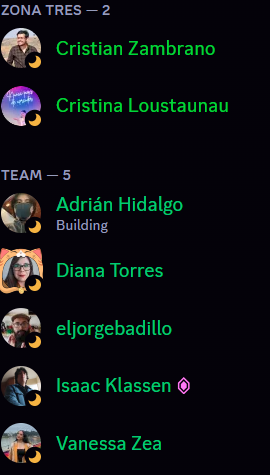 ZONA TRES — 2
Cristian Zambrano
Cristina Loustaunau
TEAM — 5
Adrián Hidalgo
Building
Diana Torres
eljorgebadillo
Isaac Klassen
Vanessa Zea